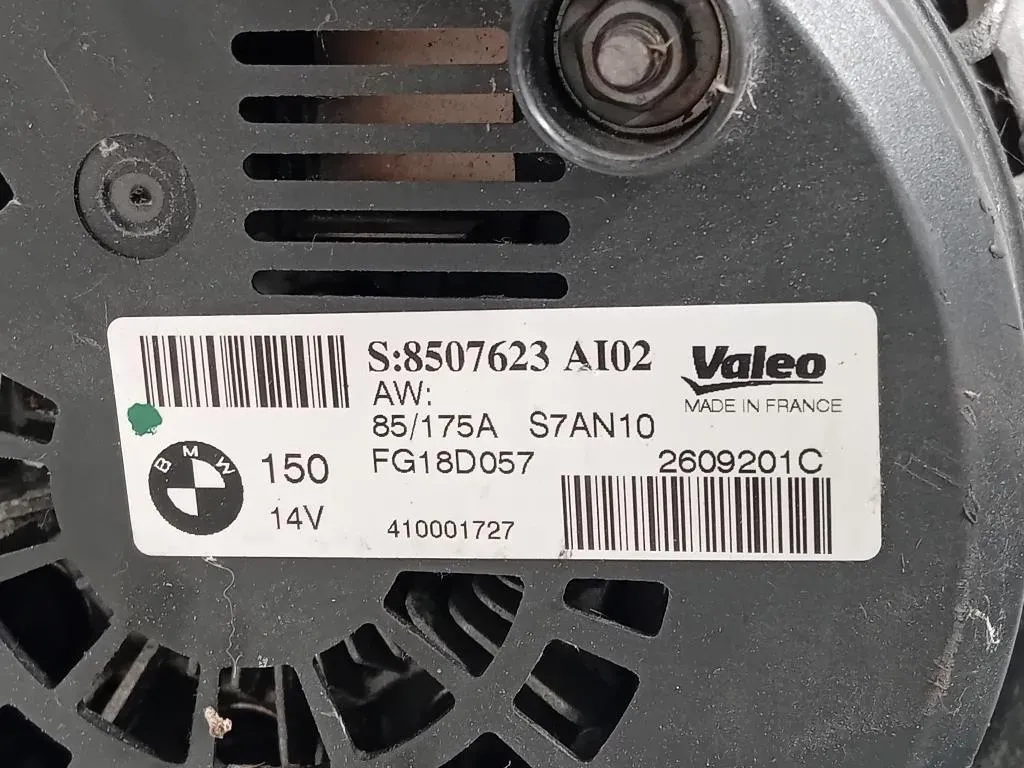 S:8507623 AI02
Valeo
MADE IN FRANCE
AW:
85/175A S7AN10
FG18D057
2609201C
BMW
150
14V
410001727